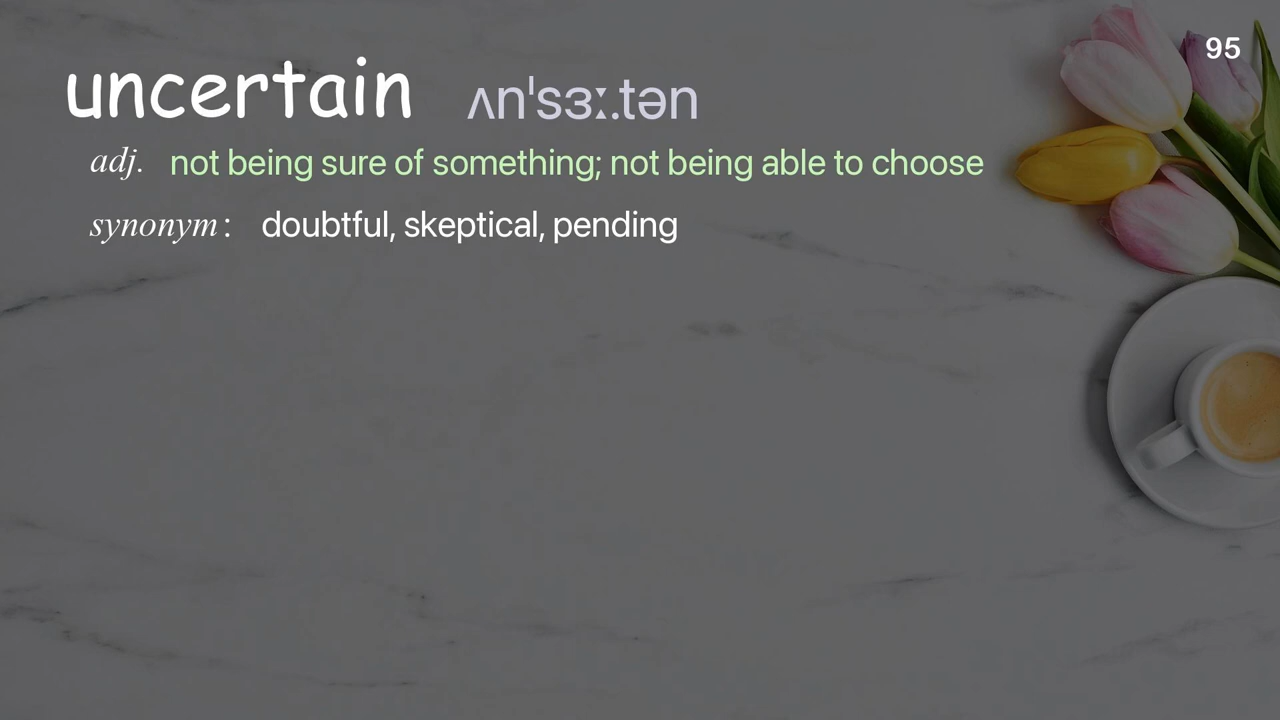 95
uncertain ʌnˈsɜː.tən
adj. not being sure of something; not being able to choose
synonym: doubtful, skeptical, pending